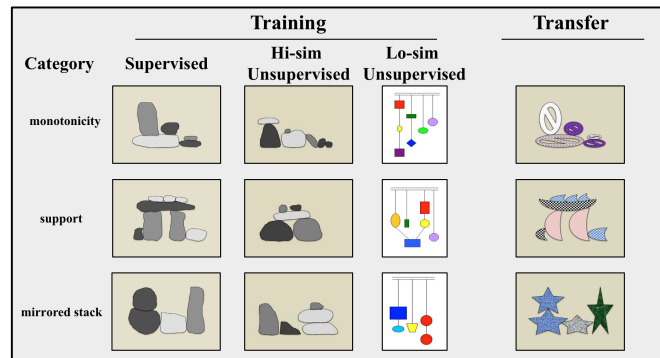 Training
Transfer
Category
Supervised
Hi-sim
Unsupervised
Lo-sim
Unsupervised
monotonicity
support
mirrored stack